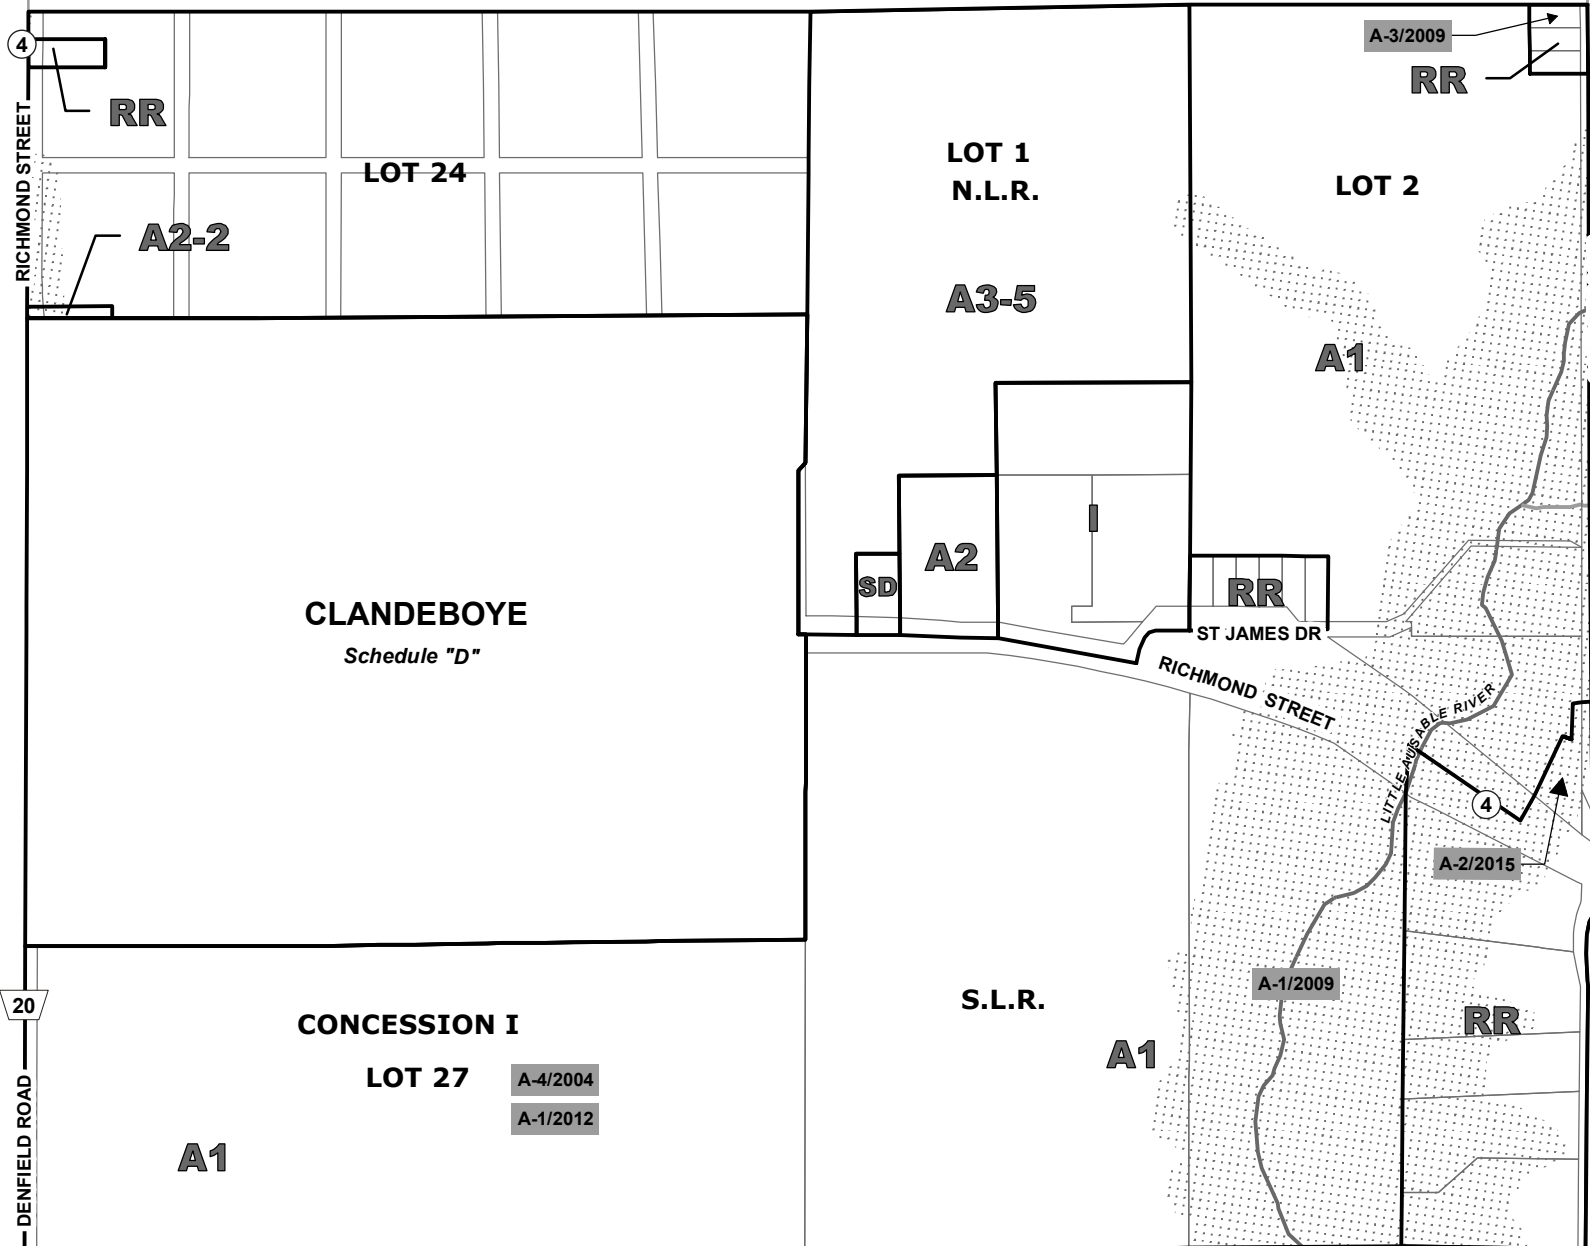 4
A-3/2009
RR
RR
RICHMOND STREET
LOT 24
LOT 1
N.L.R.
LOT 2
A2-2
A3-5
A1
I
A2
SD
RR
CLANDEBOYE
Schedule "D"
ST JAMES DR
RICHMOND STREET
LITTLE AUSABLE RIVER
4
A-2/2015
A-1/2009
20
S.L.R.
CONCESSION I
RR
A1
LOT 27
A-4/2004
A-1/2012
DENFIELD ROAD
A1